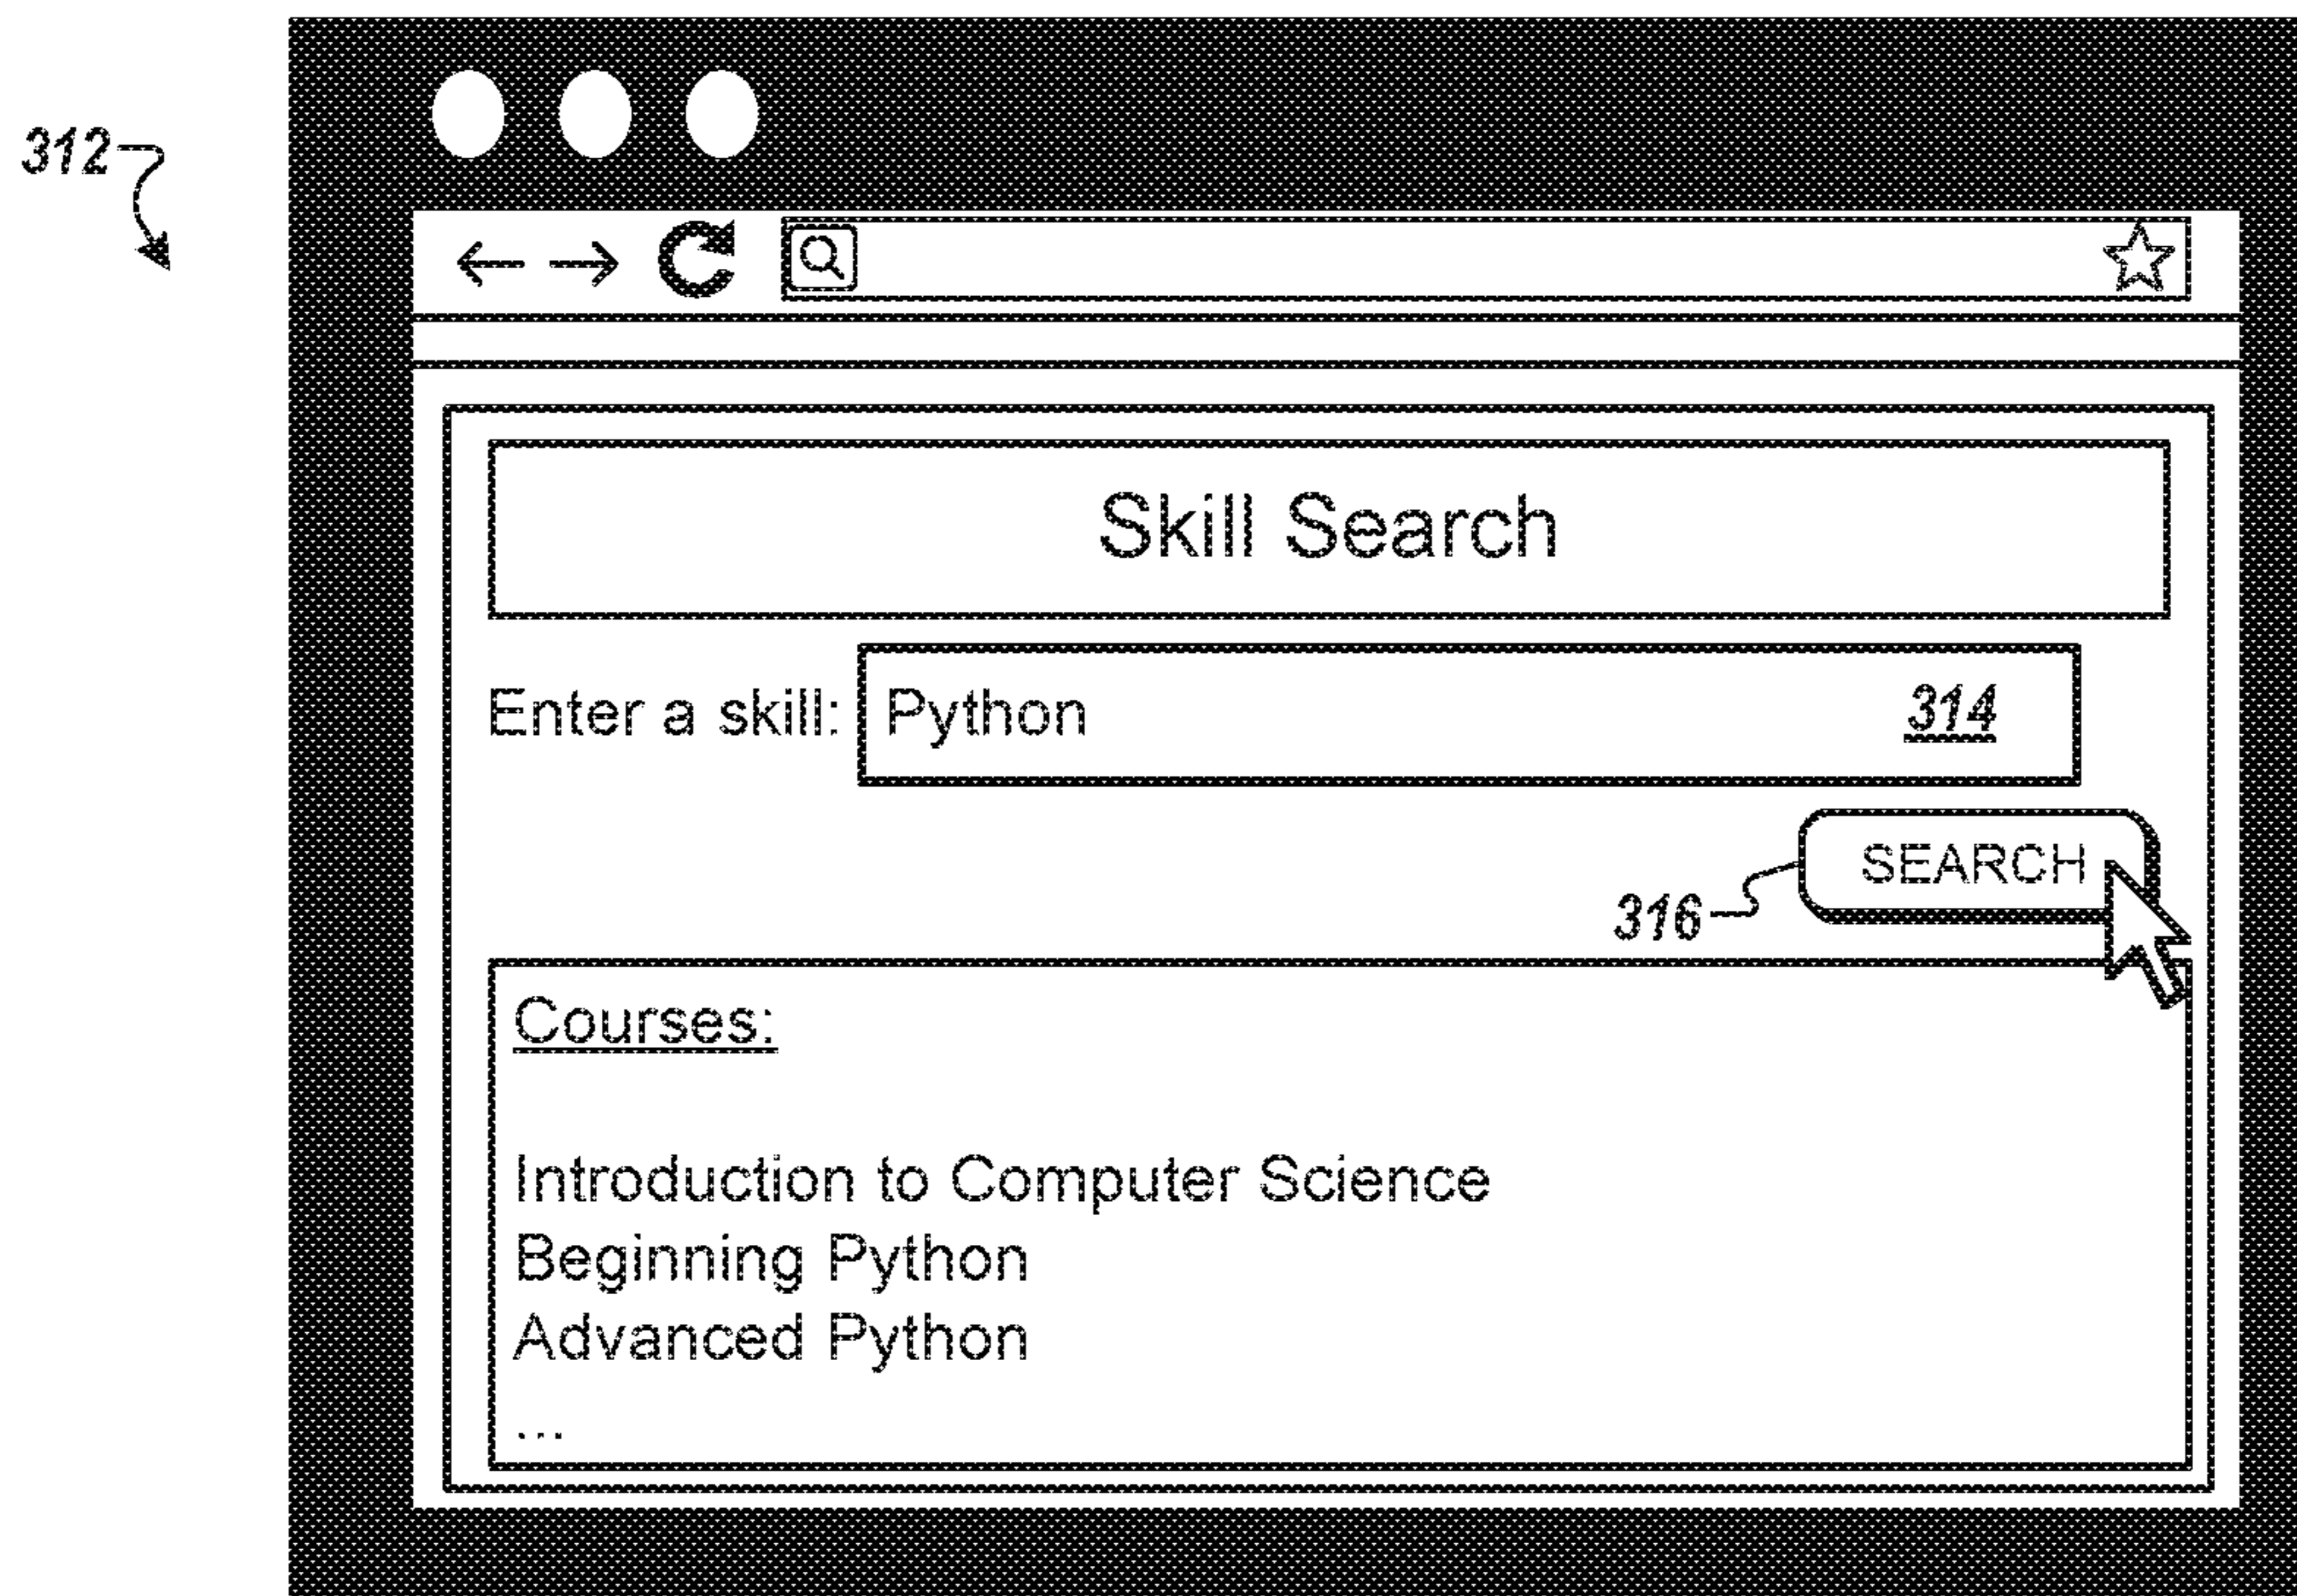 312
Skill Search
Enter a skill: Python 314
SEARCH
316
Courses:
Introduction to Computer Science
Beginning Python
Advanced Python
...